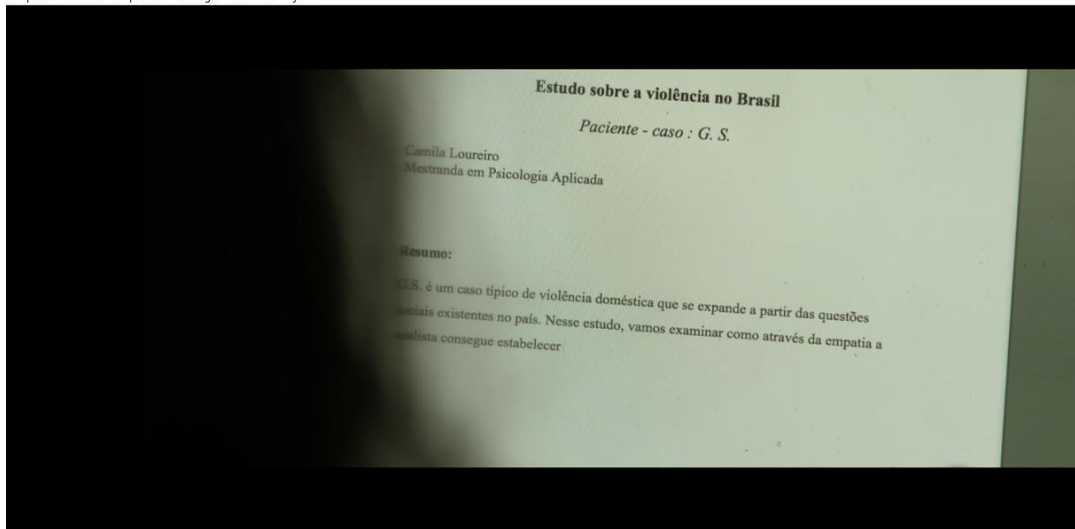 Estudo sobre a violência no Brasil
Paciente - caso : G. S.
Camila Loureiro
Mestranda em Psicologia Aplicada
Resumo:
G.S. é um caso típico de violência doméstica que se expande a partir das questões
sociais existentes no país. Nesse estudo, vamos examinar como através da empatia a
analista consegue estabelecer